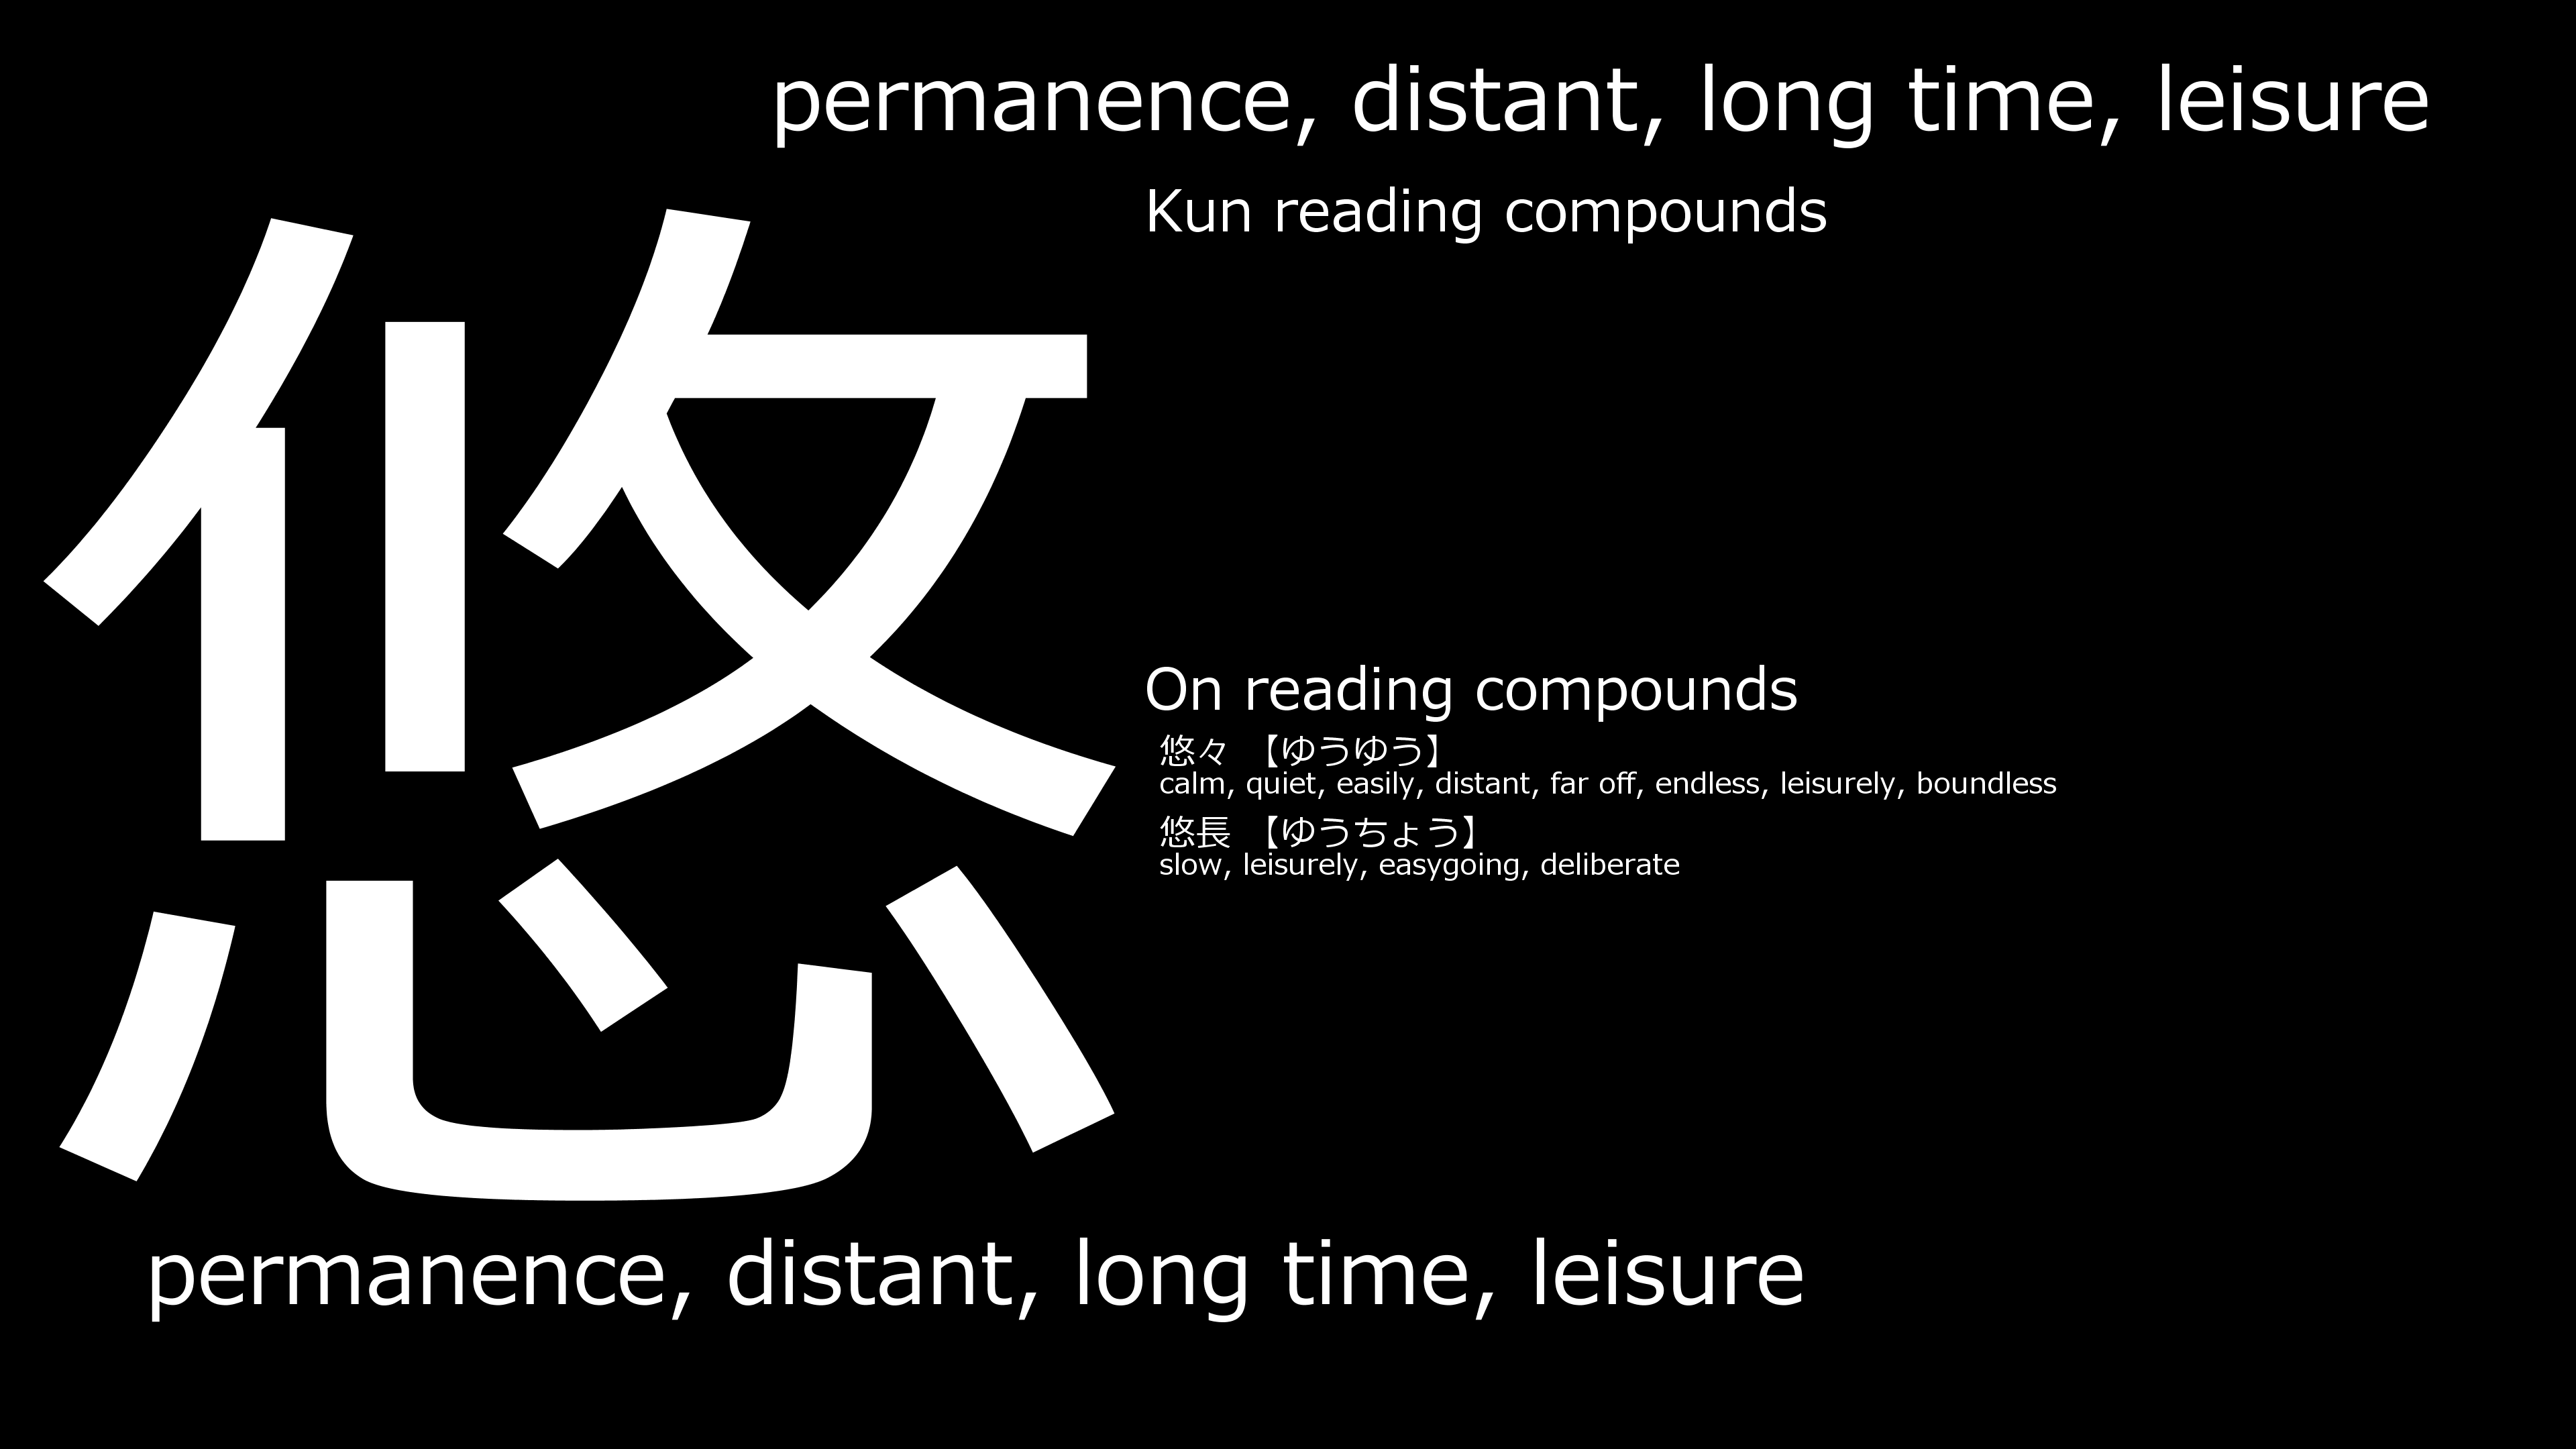 permanence, distant, long time, leisure
Kun reading compounds
悠
On reading compounds
悠々 【ゆうゆう】
calm, quiet, easily, distant, far off, endless, leisurely, boundless
悠長 【ゆうちょう】
slow, leisurely, easygoing, deliberate
permanence, distant, long time, leisure